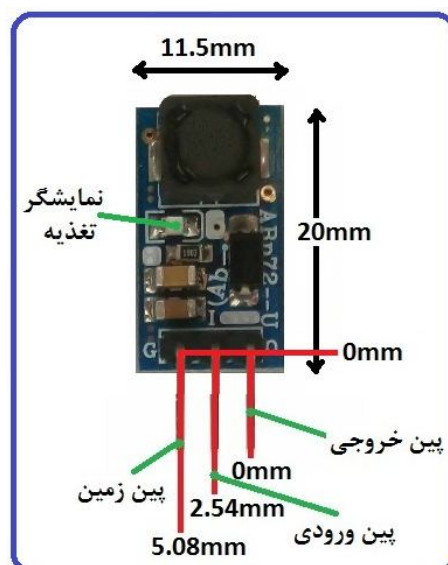 11.5mm
نمایشگر
تغذیه
20mm
G
0mm
پین خروجی
0mm
پین زمین
2.54mm
پین ورودی
5.08mm